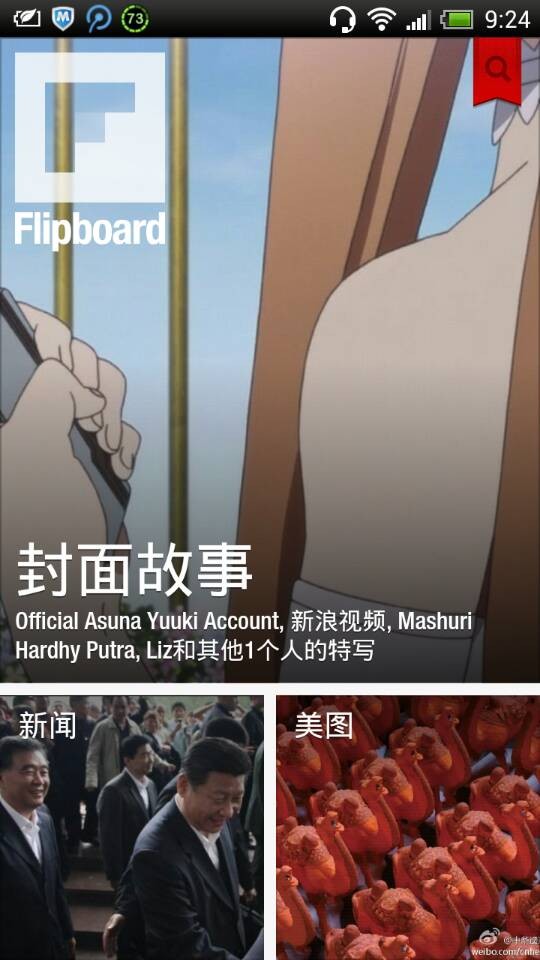 73
9:24
Flipboard
封面故事
Official Asuna Yuuki Account, 新浪视频, Mashuri
Hardhy Putra, Liz和其他1个人的特写
新闻
美图
weibo.com/cnhe